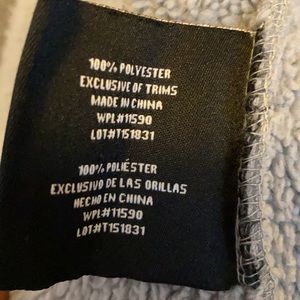 100% POLYESTER
EXCLUSIVE OF TRIMS
MADE IN CHINA
WPL#11590
LOT#T151831
100% POLIÉSTER
EXCLUSIVO DE LAS ORILLAS
HECHO EN CHINA
WPL#11590
LOT#T151831